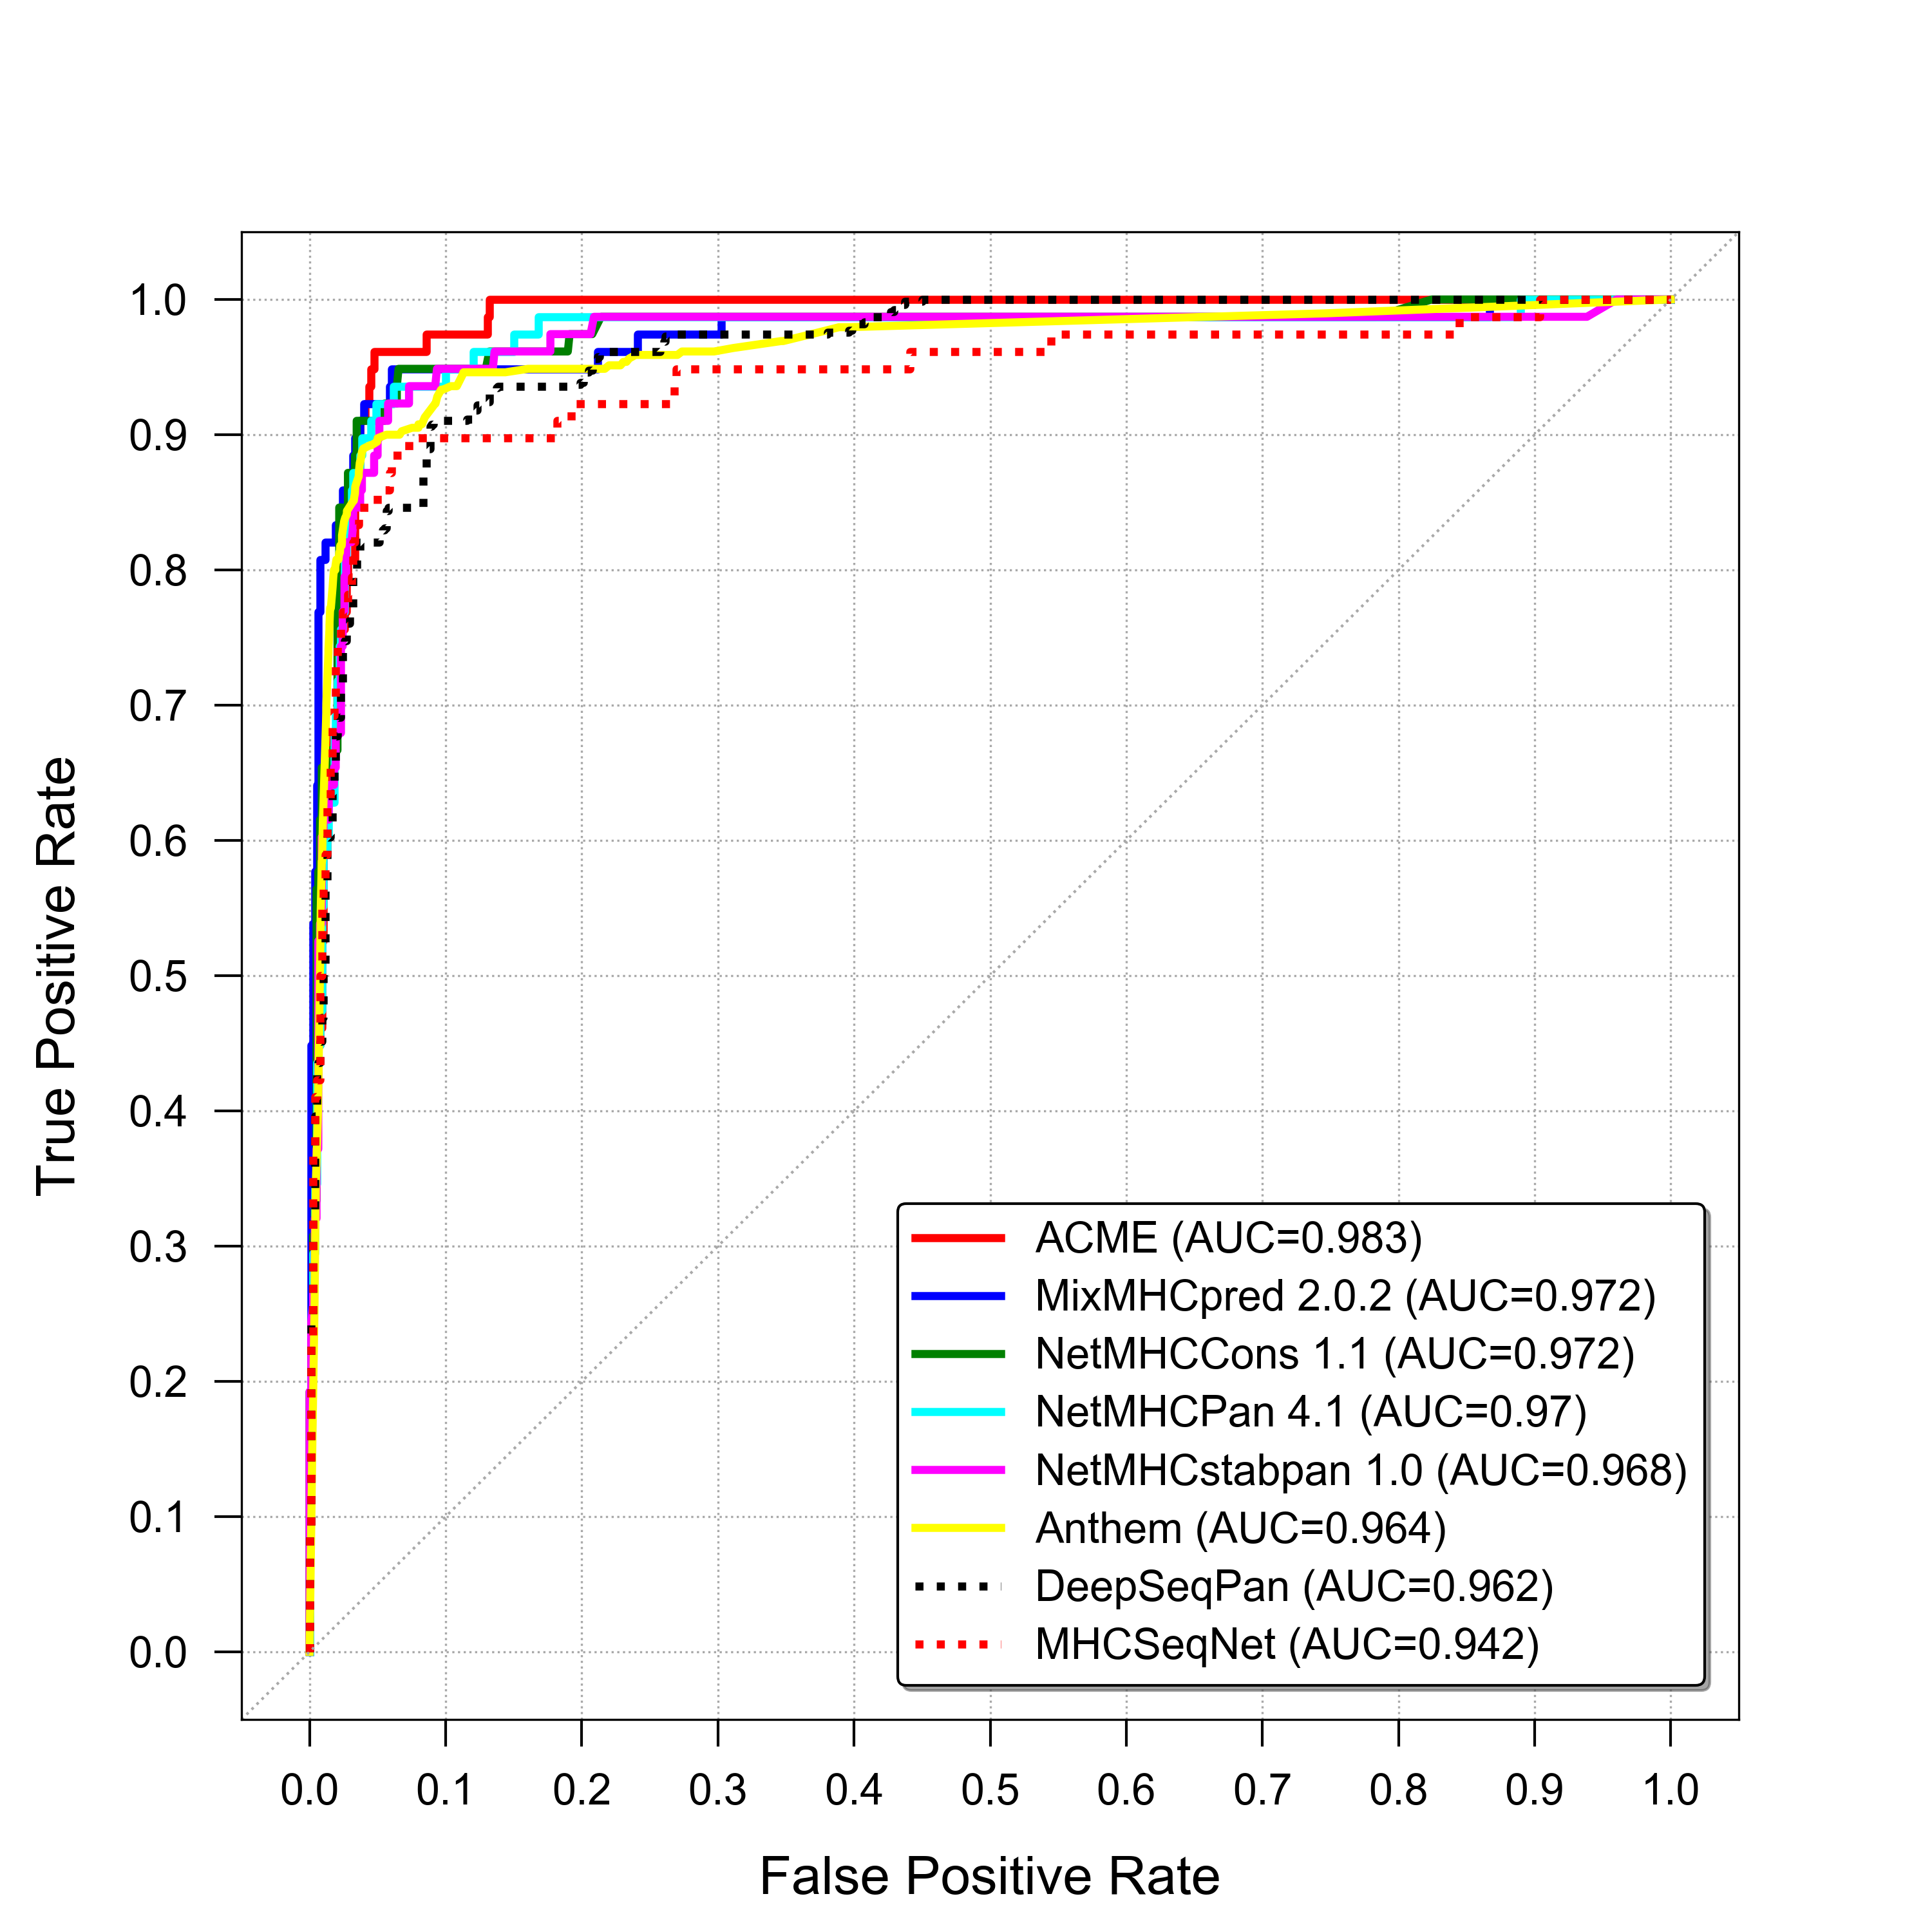 True Positive Rate
1.0
0.9
0.8
0.7
0.6
0.5
0.4
0.3
0.2
0.1
0.0
ACME (AUC=0.983)
MixMHCpred 2.0.2 (AUC=0.972)
NetMHCCons 1.1 (AUC=0.972)
NetMHCPan 4.1 (AUC=0.97)
NetMHCstabpan 1.0 (AUC=0.968)
Anthem (AUC=0.964)
DeepSeqPan (AUC=0.962)
MHCSeqNet (AUC=0.942)
0.0 0.1 0.2 0.3 0.4 0.5 0.6 0.7 0.8 0.9 1.0
False Positive Rate